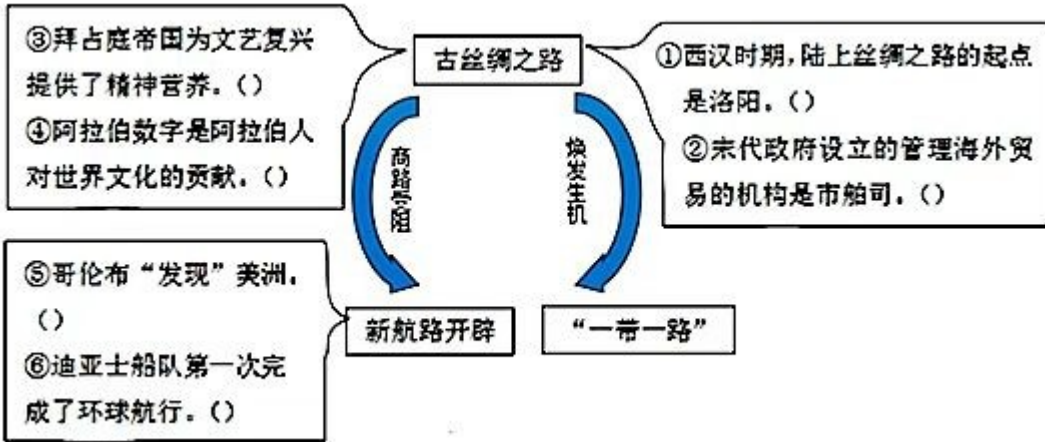 ③拜占庭帝国为文艺复兴
提供了精神营养。()
④阿拉伯数字是阿拉伯人
对世界文化的贡献。()
古丝绸之路
①西汉时期,陆上丝绸之路的起点
是洛阳。()
②宋代政府设立的管理海外贸
易的机构是市舶司。()
商路受阻
焕发生机
⑤哥伦布“发现”美洲。
()
⑥迪亚士船队第一次完
成了环球航行。()
新航路开辟
“一带一路”